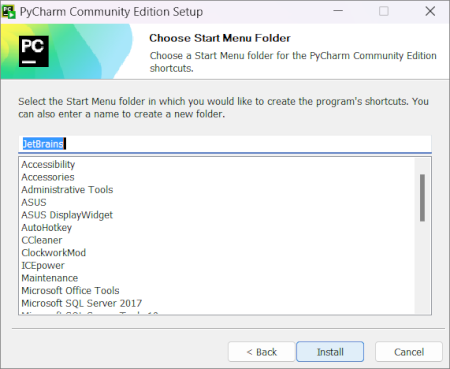 PyCharm Community Edition Setup
PC
Choose Start Menu Folder
Choose a Start Menu folder for the PyCharm Community Edition
shortcuts.
Select the Start Menu folder in which you would like to create the program's shortcuts. You
can also enter a name to create a new folder.
JetBrains
Accessibility
Accessories
Administrative Tools
ASUS
ASUS DisplayWidget
AutoHotkey
CCleaner
ClockworkMod
ICEpower
Maintenance
Microsoft Office Tools
Microsoft SQL Server 2017
< Back
Install
Cancel